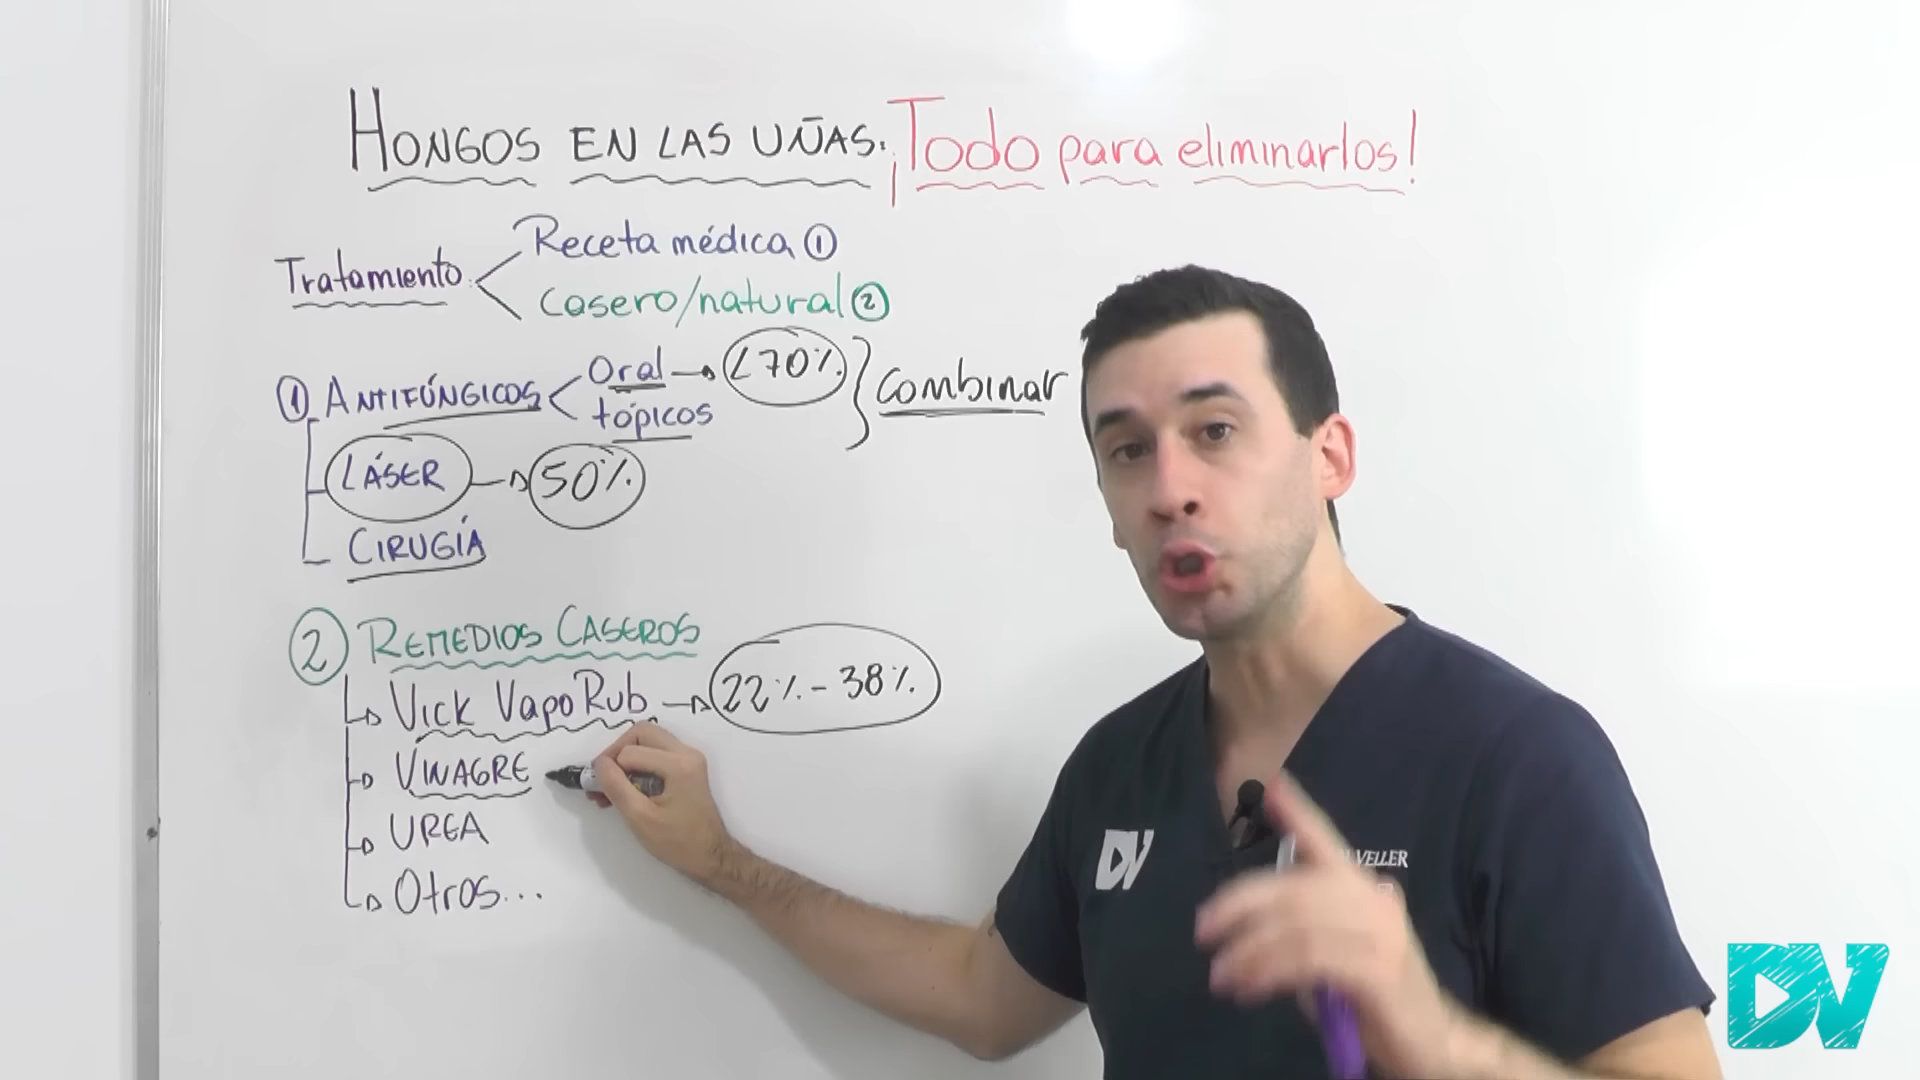 HONGOS EN LAS UÑAS: ¡Todo para eliminarlos!
Tratamiento:
Receta médica ①
Casero/natural ②
① ANTIFÚNGICOS
Oral → <70%
tópicos
} Combinar
LÁSER → 50%
CIRUGÍA
② REMEDIOS CASEROS
→ VICK VapoRub → 22% - 38%
→ VINAGRE
→ UREA
→ Otros...
DV
VELLER
DV